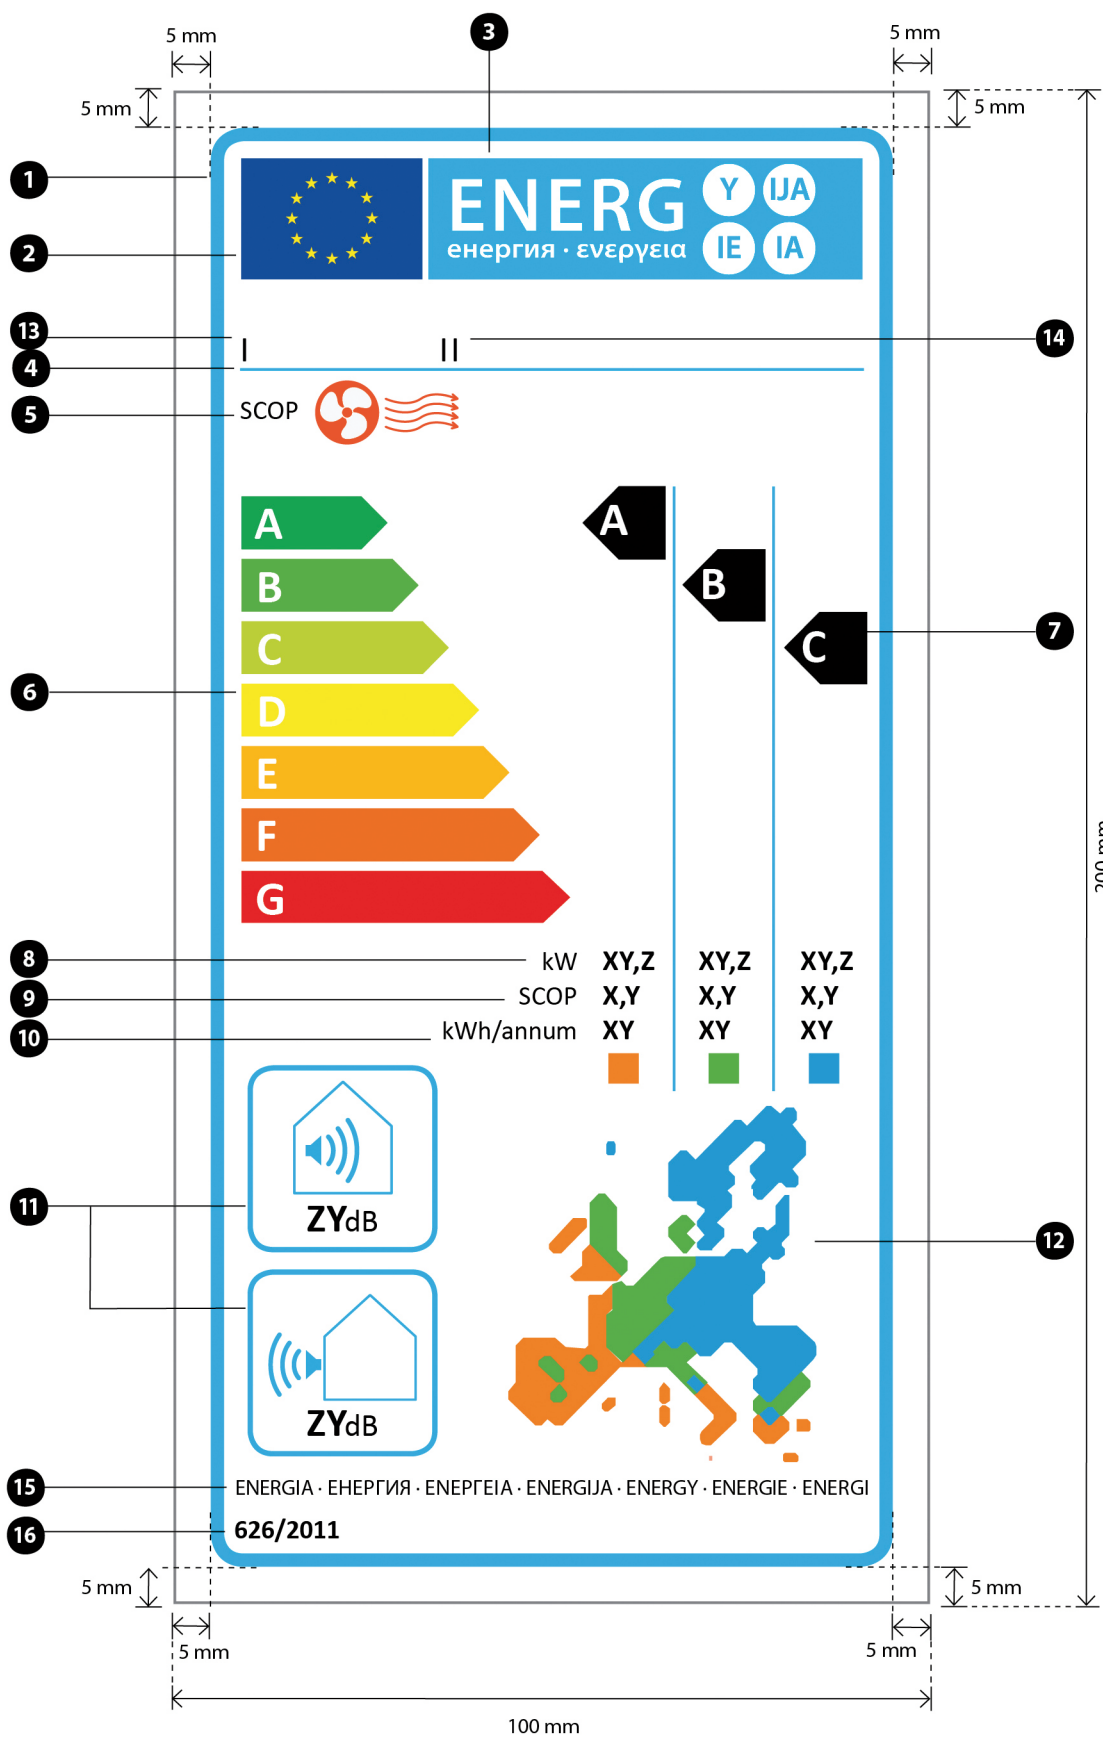 3
5 mm
5 mm
5 mm
5 mm
1
ENERG
Y
IJA
2
енергия · ενεργεια
IE
IA
13
14
I
II
4
5
SCOP
A
A
B
B
C
C
7
6
D
E
F
G
8
kW
XY,Z
XY,Z
XY,Z
9
SCOP
X,Y
X,Y
X,Y
10
kWh/annum
XY
XY
XY
200 mm
11
ZYdB
12
ZYdB
15
ENERGIA · ЕНЕРГИЯ · ΕΝΕΡΓΕΙΑ · ENERGIJA · ENERGY · ENERGIE · ENERGI
16
626/2011
5 mm
5 mm
5 mm
5 mm
100 mm